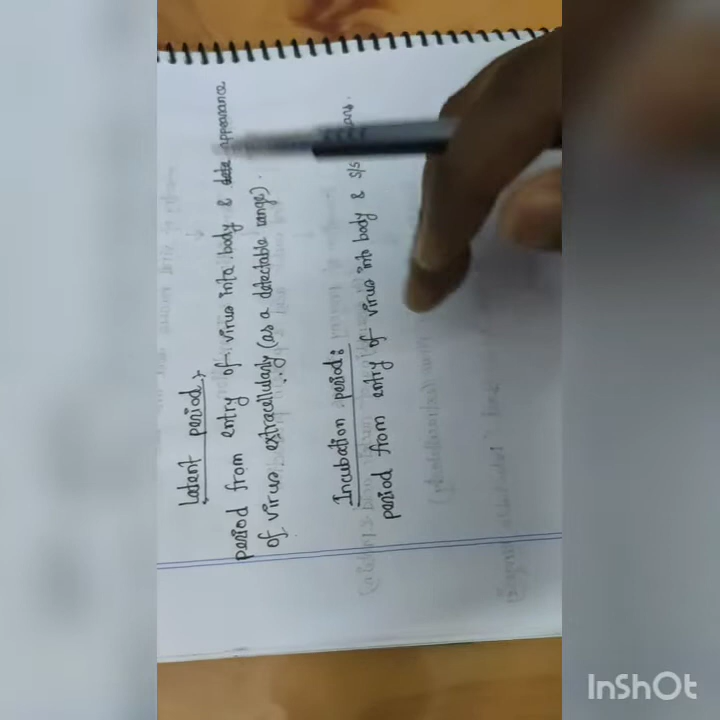 Latent period:
period from entry of virus into body & appearance
of virus extracellularly (as a detectable range).
Incubation period:
period from entry of virus into body & s/s
InShOt